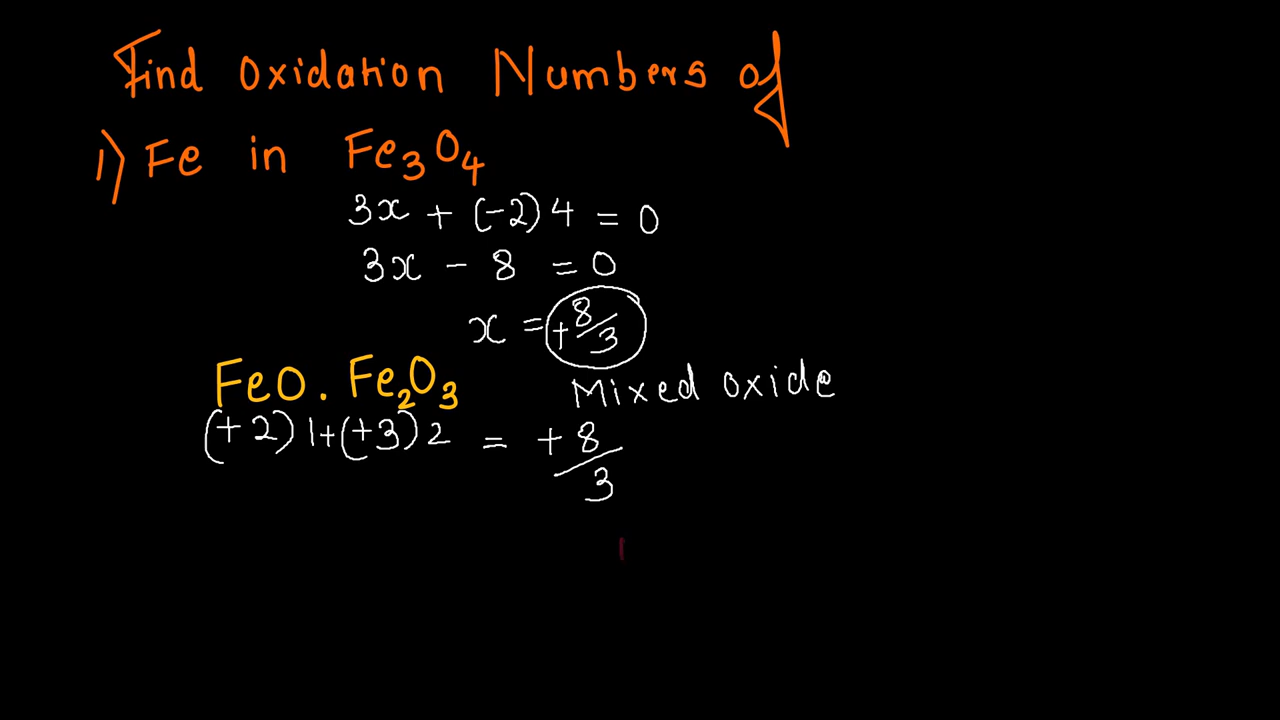 Find Oxidation Numbers of
1) Fe in Fe₃O₄
3x + (-2) 4 = 0
3x - 8 = 0
x = +8/3
FeO . Fe₂O₃ Mixed oxide
(+2) 1+(+3) 2 = +8/3